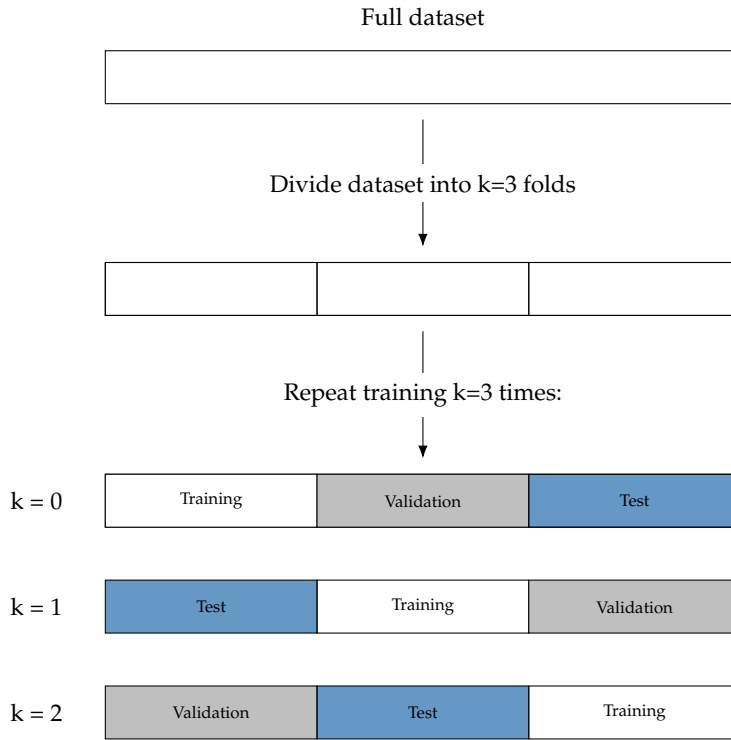 Full dataset
Divide dataset into k=3 folds
Repeat training k=3 times:
k = 0 Training Validation Test
k = 1 Test Training Validation
k = 2 Validation Test Training